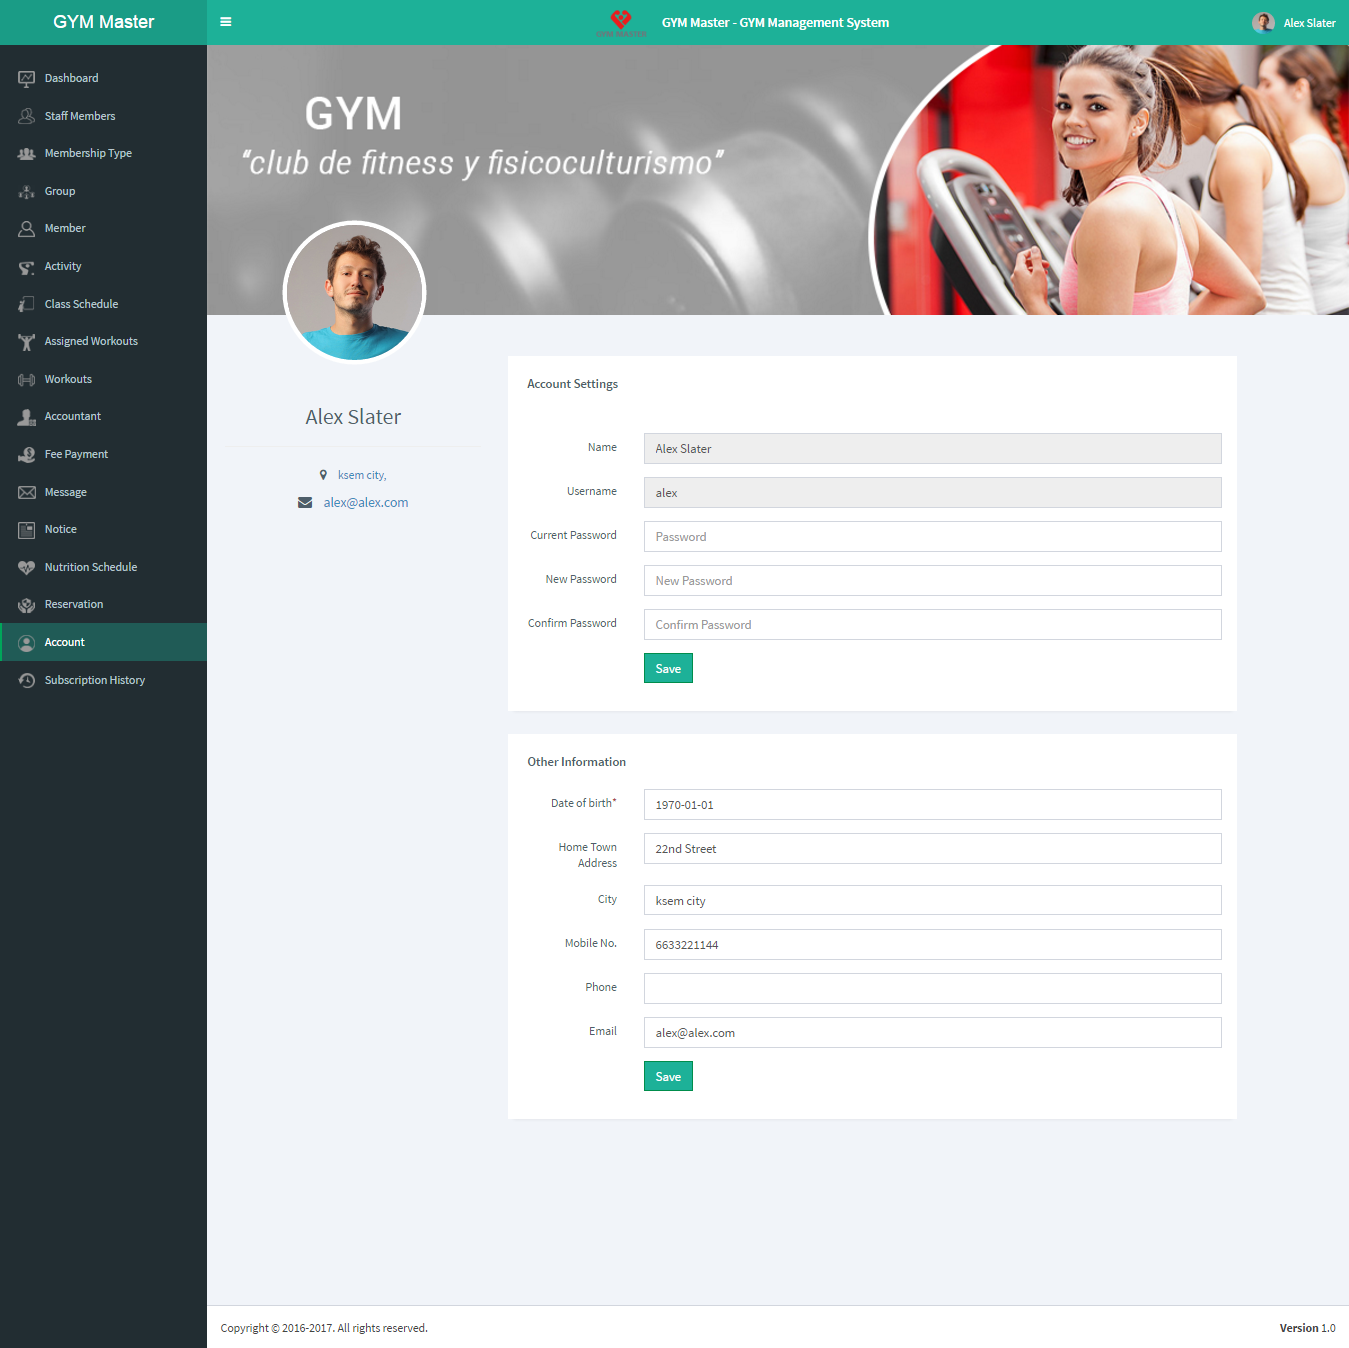 GYM Master
GYM Master - GYM Management System
Alex Slater
Dashboard
Staff Members
Membership Type
Group
Member
Activity
Class Schedule
Assigned Workouts
Workouts
Accountant
Fee Payment
Message
Notice
Nutrition Schedule
Reservation
Account
Subscription History
GYM
“club de fitness y fisicoculturismo”
Alex Slater
ksem city,
alex@alex.com
Account Settings
Name
Alex Slater
Username
alex
Current Password
Password
New Password
New Password
Confirm Password
Confirm Password
Save
Other Information
Date of birth*
1970-01-01
Home Town
Address
22nd Street
City
ksem city
Mobile No.
6633221144
Phone
Email
alex@alex.com
Save
Copyright © 2016-2017. All rights reserved.
Version 1.0